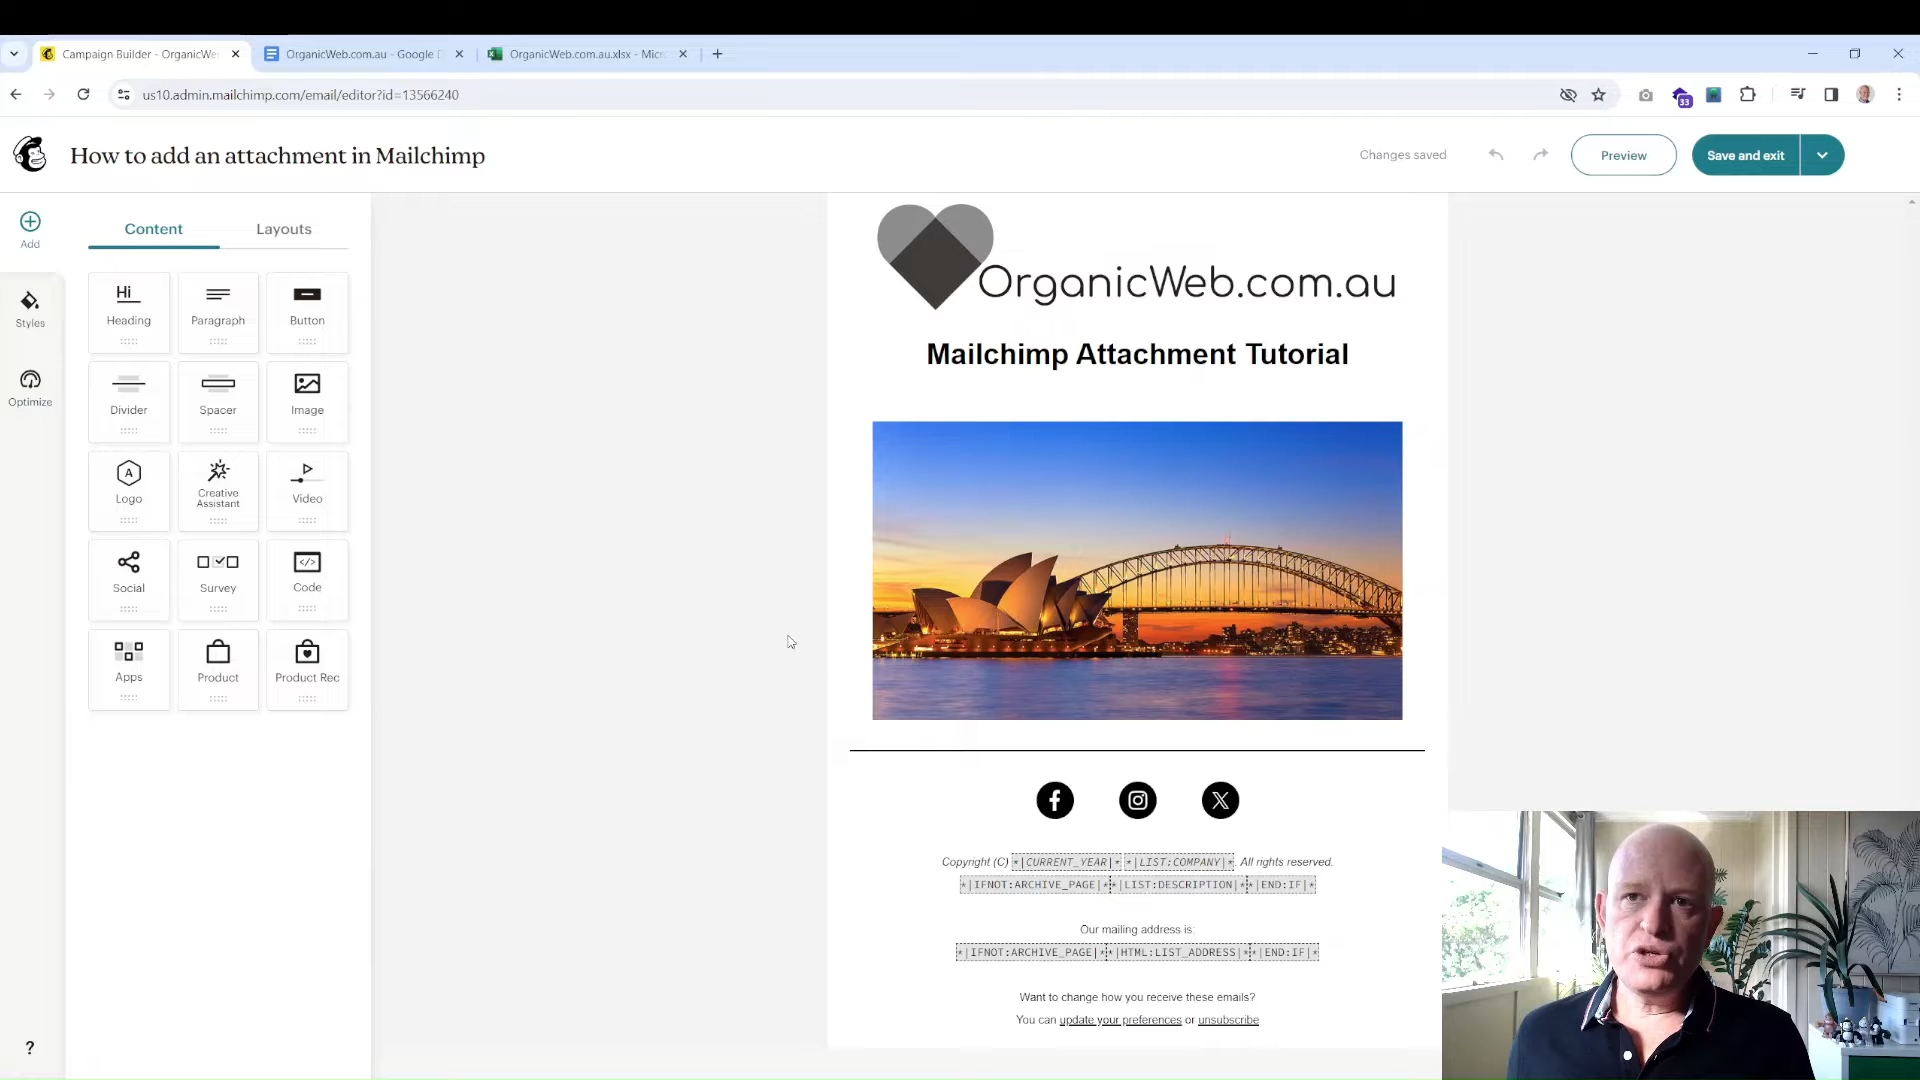 Campaign Builder - OrganicWe
OrganicWeb.com.au - Google D
OrganicWeb.com.au.xlsx - Micr
us10.admin.mailchimp.com/email/editor?id=13566240
33
How to add an attachment in Mailchimp
Changes saved
Preview
Save and exit
Add
Content
Layouts
Styles
Optimize
Hi
Heading
Paragraph
Button
Divider
Spacer
Image
A
Logo
Creative
Assistant
Video
Social
Survey
</>
Code
Apps
Product
Product Rec
?
OrganicWeb.com.au
Mailchimp Attachment Tutorial
Copyright (C) *|CURRENT_YEAR|* *|LIST:COMPANY|*. All rights reserved.
*|IFNOT:ARCHIVE_PAGE|**|LIST:DESCRIPTION|**|END:IF|*
Our mailing address is:
*|IFNOT:ARCHIVE_PAGE|**|HTML:LIST_ADDRESS|**|END:IF|*
Want to change how you receive these emails?
You can update your preferences or unsubscribe